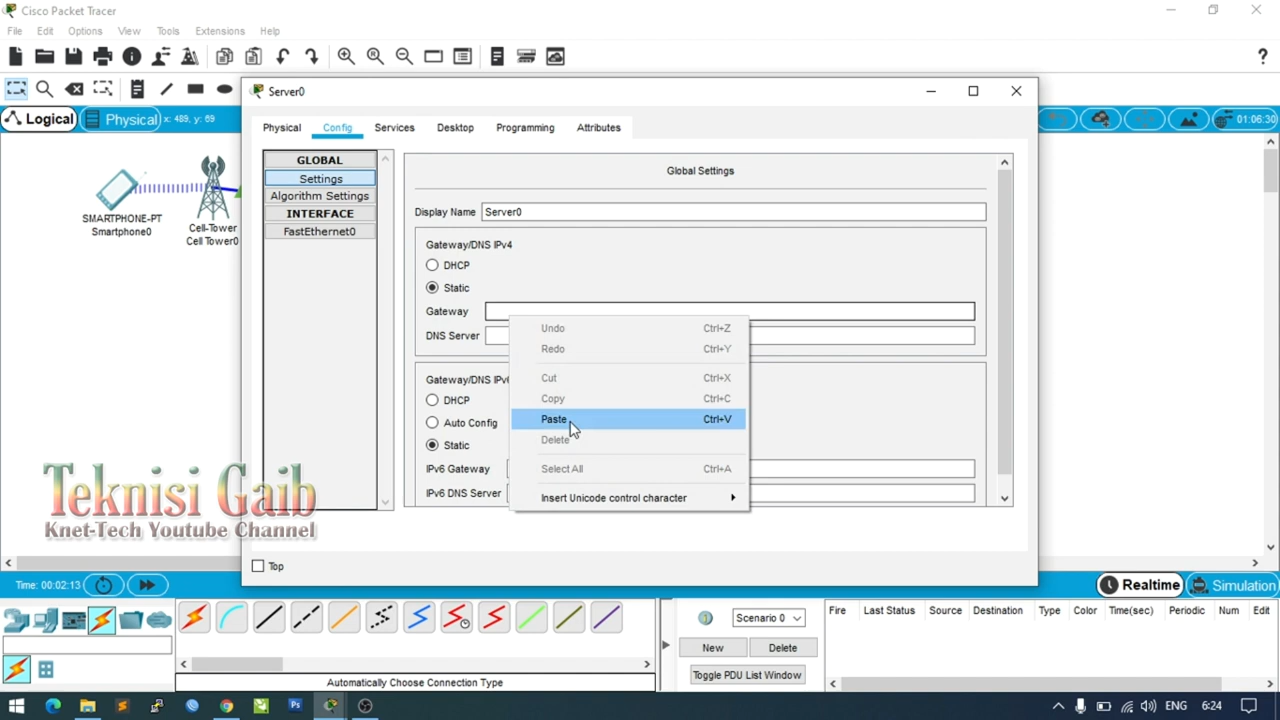 Cisco Packet Tracer
File Edit Options View Tools Extensions Help
Logical Physical x: 489, y: 69 01:06:30
SMARTPHONE-PT
Smartphone0
Cell-Tower
Cell Tower0
Server0
Physical Config Services Desktop Programming Attributes
GLOBAL
Settings
Algorithm Settings
INTERFACE
FastEthernet0
Global Settings
Display Name Server0
Gateway/DNS IPv4
DHCP
Static
Gateway
DNS Server
Gateway/DNS IPv6
DHCP
Auto Config
Static
IPv6 Gateway
IPv6 DNS Server
Undo Ctrl+Z
Redo Ctrl+Y
Cut Ctrl+X
Copy Ctrl+C
Paste Ctrl+V
Delete
Select All Ctrl+A
Insert Unicode control character
Teknisi Gaib
Knet-Tech Youtube Channel
Top
Time: 00:02:13 Realtime Simulation
Scenario 0
New Delete
Toggle PDU List Window
Fire Last Status Source Destination Type Color Time(sec) Periodic Num Edit
Automatically Choose Connection Type
ENG 6:24